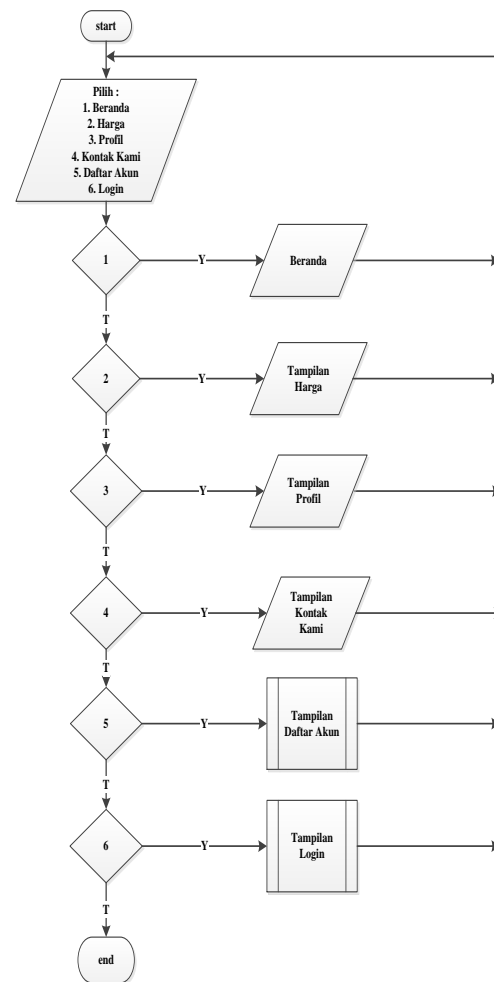 start
Pilih :
1. Beranda
2. Harga
3. Profil
4. Kontak Kami
5. Daftar Akun
6. Login
1
Y
Beranda
T
2
Y
Tampilan
Harga
T
3
Y
Tampilan
Profil
T
4
Y
Tampilan
Kontak
Kami
T
5
Y
Tampilan
Daftar Akun
T
6
Y
Tampilan
Login
T
end